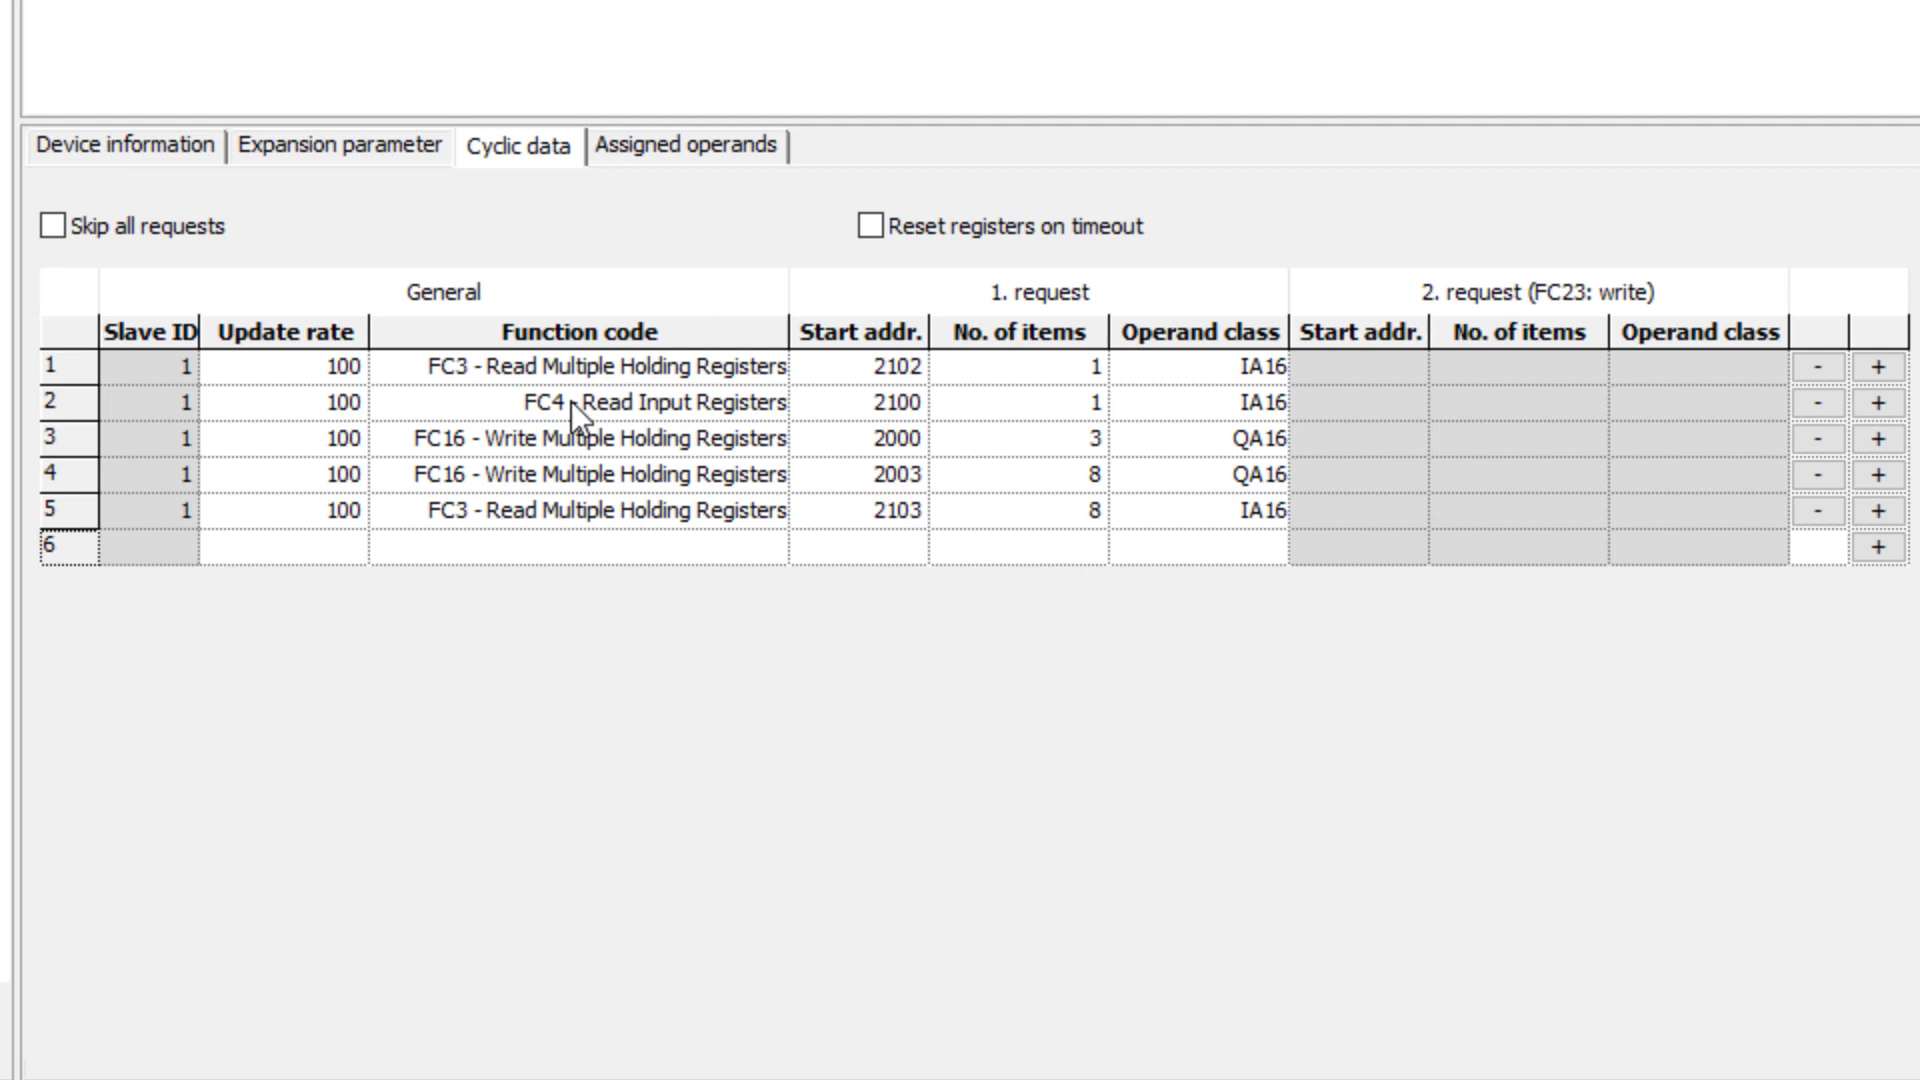 Device information Expansion parameter Cyclic data Assigned operands
Skip all requests Reset registers on timeout
General 1. request 2. request (FC23: write)
Slave ID Update rate Function code Start addr. No. of items Operand class Start addr. No. of items Operand class
1 1 100 FC3 - Read Multiple Holding Registers 2102 1 IA16 - +
2 1 100 FC4 - Read Input Registers 2100 1 IA16 - +
3 1 100 FC16 - Write Multiple Holding Registers 2000 3 QA16 - +
4 1 100 FC16 - Write Multiple Holding Registers 2003 8 QA16 - +
5 1 100 FC3 - Read Multiple Holding Registers 2103 8 IA16 - +
6 +